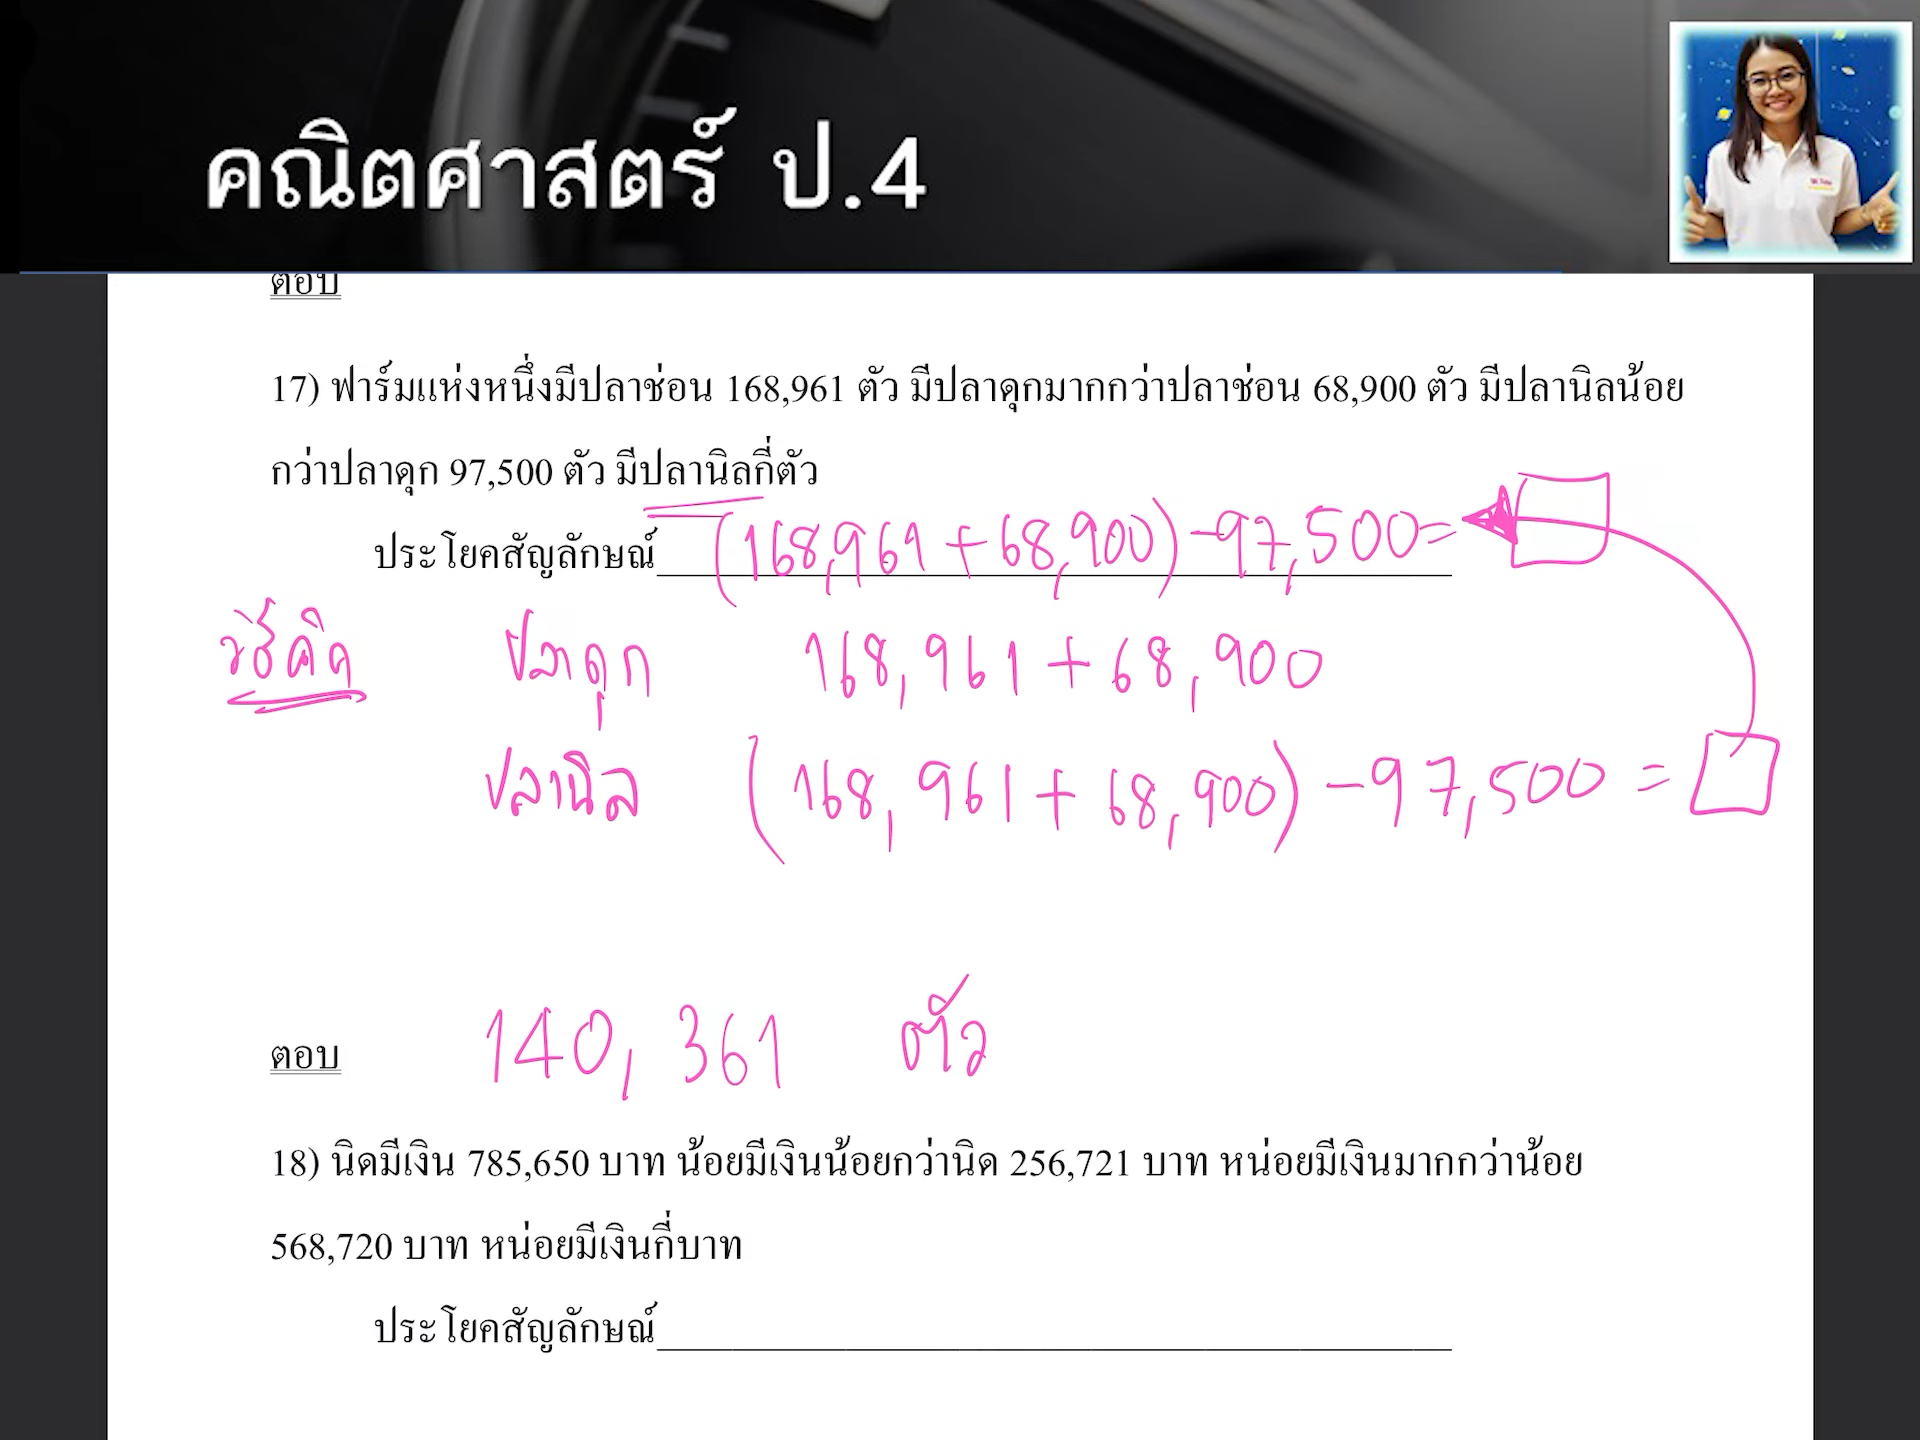 คณิตศาสตร์ ป.4
ตอบ
17) ฟาร์มแห่งหนึ่งมีปลาช่อน 168,961 ตัว มีปลาดุกมากกว่าปลาช่อน 68,900 ตัว มีปลานิลน้อย
กว่าปลาดุก 97,500 ตัว มีปลานิลกี่ตัว
ประโยคสัญลักษณ์ (168,961 + 68,900) - 97,500 =
วิธีคิด ปลาดุก 168,961 + 68,900
ปลานิล (168,961 + 68,900) - 97,500 =
ตอบ 140,361 ตัว
18) นิดมีเงิน 785,650 บาท น้อยมีเงินน้อยกว่านิด 256,721 บาท หน่อยมีเงินมากกว่าน้อย
568,720 บาท หน่อยมีเงินกี่บาท
ประโยคสัญลักษณ์